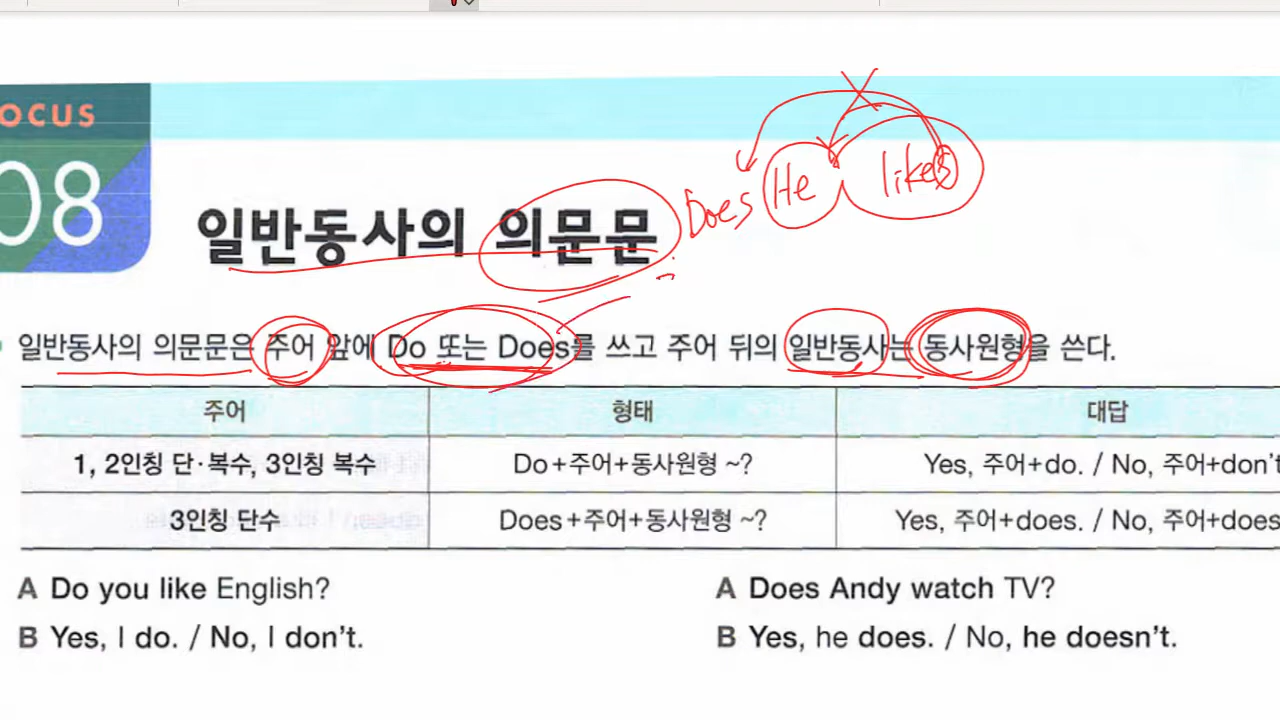 OCUS
08
Does He likes
일반동사의 의문문
일반동사의 의문문은 주어 앞에 Do 또는 Does를 쓰고 주어 뒤의 일반동사는 동사원형을 쓴다.
주어 형태 대답
1, 2인칭 단·복수, 3인칭 복수 Do+주어+동사원형 ~? Yes, 주어+do. / No, 주어+don't
3인칭 단수 Does+주어+동사원형 ~? Yes, 주어+does. / No, 주어+does
A Do you like English?
B Yes, I do. / No, I don't.
A Does Andy watch TV?
B Yes, he does. / No, he doesn't.